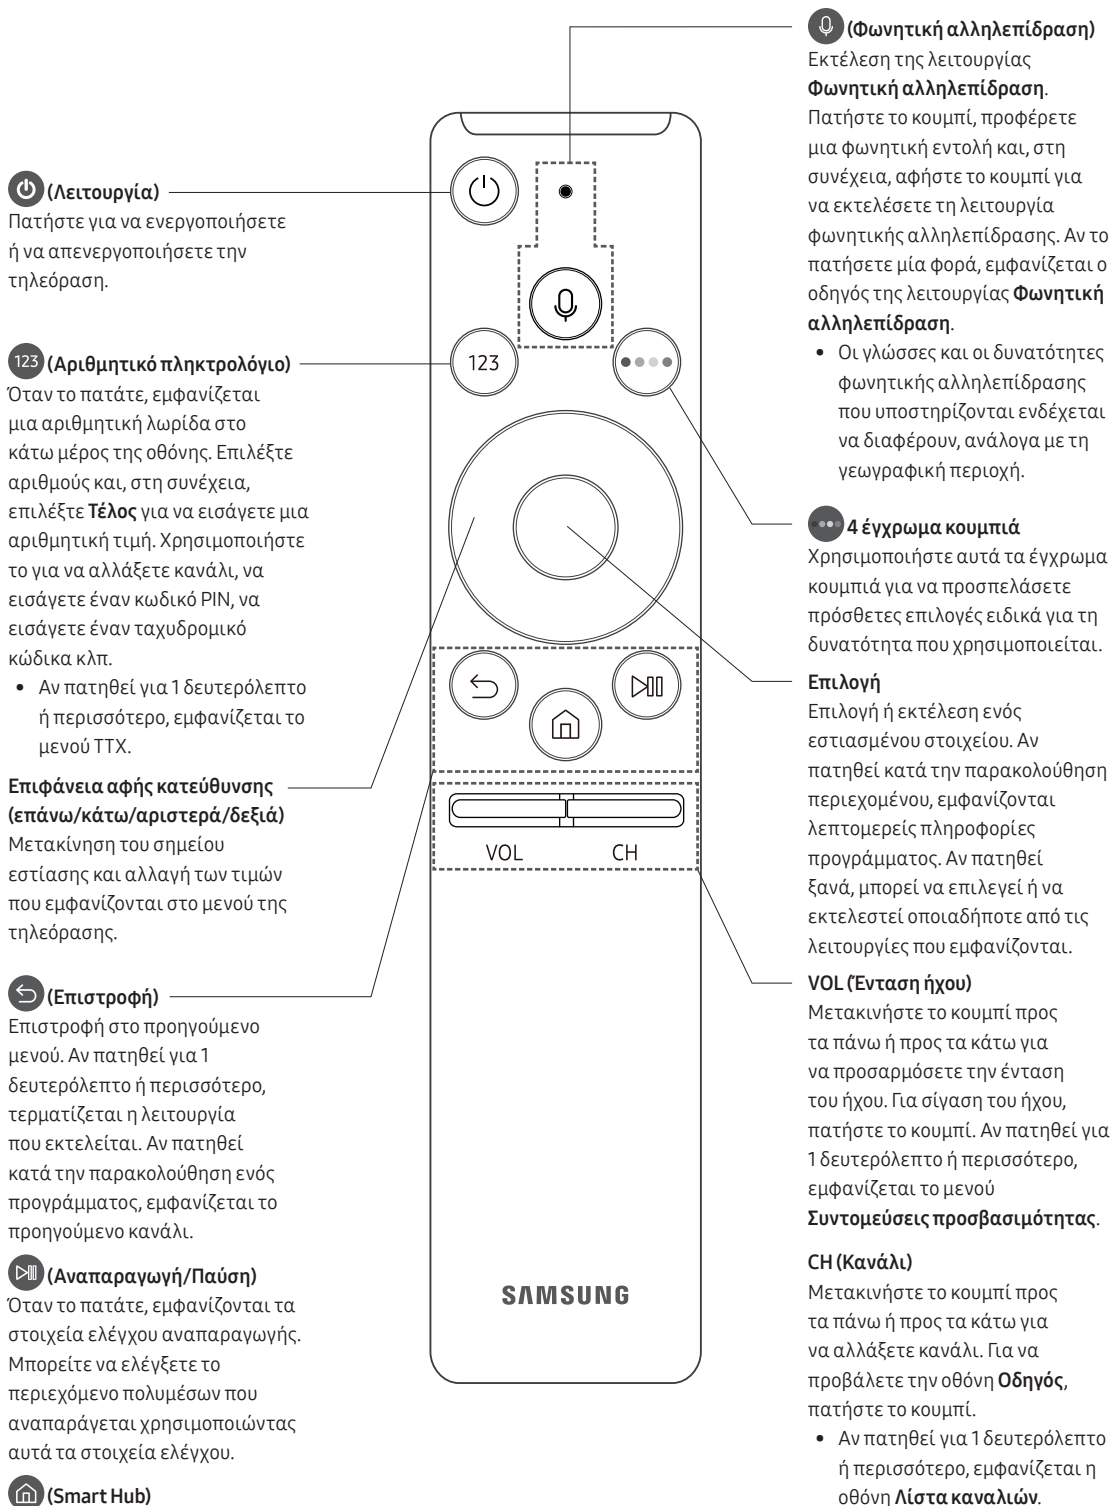 (Λειτουργία)
Πατήστε για να ενεργοποιήσετε
ή να απενεργοποιήσετε την
τηλεόραση.
123 (Αριθμητικό πληκτρολόγιο)
Όταν το πατάτε, εμφανίζεται
μια αριθμητική λωρίδα στο
κάτω μέρος της οθόνης. Επιλέξτε
αριθμούς και, στη συνέχεια,
επιλέξτε Τέλος για να εισάγετε μια
αριθμητική τιμή. Χρησιμοποιήστε
το για να αλλάξετε κανάλι, να
εισάγετε έναν κωδικό PIN, να
εισάγετε έναν ταχυδρομικό
κώδικα κλπ.
• Αν πατηθεί για 1 δευτερόλεπτο
ή περισσότερο, εμφανίζεται το
μενού TTX.
Επιφάνεια αφής κατεύθυνσης
(επάνω/κάτω/αριστερά/δεξιά)
Μετακίνηση του σημείου
εστίασης και αλλαγή των τιμών
που εμφανίζονται στο μενού της
τηλεόρασης.
(Επιστροφή)
Επιστροφή στο προηγούμενο
μενού. Αν πατηθεί για 1
δευτερόλεπτο ή περισσότερο,
τερματίζεται η λειτουργία
που εκτελείται. Αν πατηθεί
κατά την παρακολούθηση ενός
προγράμματος, εμφανίζεται το
προηγούμενο κανάλι.
(Αναπαραγωγή/Παύση)
Όταν το πατάτε, εμφανίζονται τα
στοιχεία ελέγχου αναπαραγωγής.
Μπορείτε να ελέγξετε το
περιεχόμενο πολυμέσων που
αναπαράγεται χρησιμοποιώντας
αυτά τα στοιχεία ελέγχου.
(Smart Hub)
123
VOL CH
SAMSUNG
(Φωνητική αλληλεπίδραση)
Εκτέλεση της λειτουργίας
Φωνητική αλληλεπίδραση.
Πατήστε το κουμπί, προφέρετε
μια φωνητική εντολή και, στη
συνέχεια, αφήστε το κουμπί για
να εκτελέσετε τη λειτουργία
φωνητικής αλληλεπίδρασης. Αν το
πατήσετε μία φορά, εμφανίζεται ο
οδηγός της λειτουργίας Φωνητική
αλληλεπίδραση.
• Οι γλώσσες και οι δυνατότητες
φωνητικής αλληλεπίδρασης
που υποστηρίζονται ενδέχεται
να διαφέρουν, ανάλογα με τη
γεωγραφική περιοχή.
4 έγχρωμα κουμπιά
Χρησιμοποιήστε αυτά τα έγχρωμα
κουμπιά για να προσπελάσετε
πρόσθετες επιλογές ειδικά για τη
δυνατότητα που χρησιμοποιείται.
Επιλογή
Επιλογή ή εκτέλεση ενός
εστιασμένου στοιχείου. Αν
πατηθεί κατά την παρακολούθηση
περιεχομένου, εμφανίζονται
λεπτομερείς πληροφορίες
προγράμματος. Αν πατηθεί
ξανά, μπορεί να επιλεγεί ή να
εκτελεστεί οποιαδήποτε από τις
λειτουργίες που εμφανίζονται.
VOL (Ένταση ήχου)
Μετακινήστε το κουμπί προς
τα πάνω ή προς τα κάτω για
να προσαρμόσετε την ένταση
του ήχου. Για σίγαση του ήχου,
πατήστε το κουμπί. Αν πατηθεί για
1 δευτερόλεπτο ή περισσότερο,
εμφανίζεται το μενού
Συντομεύσεις προσβασιμότητας.
CH (Κανάλι)
Μετακινήστε το κουμπί προς
τα πάνω ή προς τα κάτω για
να αλλάξετε κανάλι. Για να
προβάλετε την οθόνη Οδηγός,
πατήστε το κουμπί.
• Αν πατηθεί για 1 δευτερόλεπτο
ή περισσότερο, εμφανίζεται η
οθόνη Λίστα καναλιών.